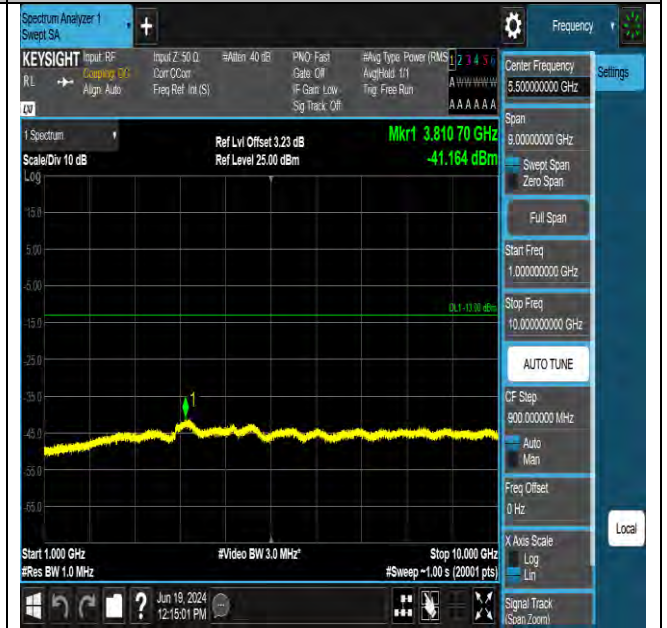 Spectrum Analyzer 1
Swept SA
+
Frequency
KEYSIGHT
RL
Input: RF
Coupling: DC
Align: Auto
Input Z: 50 Ω
Corr CCorr
Freq Ref: Int (S)
#Atten: 40 dB
PNO: Fast
Gate: Off
IF Gain: Low
Sig Track: Off
#Avg Type: Power (RMS
Avg|Hold: 1/1
Trig: Free Run
1 2 3 4 5 6
A W W W W W
A A A A A A
1 Spectrum
Scale/Div 10 dB
Log
Ref Lvl Offset 3.23 dB
Ref Level 25.00 dBm
Mkr1 3.810 70 GHz
-41.164 dBm
15.0
5.00
-5.00
-15.0
-25.0
-35.0
-45.0
-55.0
-65.0
DL1 -13.00 dBm
1
Start 1.000 GHz
#Res BW 1.0 MHz
#Video BW 3.0 MHz*
Stop 10.000 GHz
#Sweep ~1.00 s (20001 pts)
Jun 19, 2024
12:15:01 PM
Center Frequency
5.500000000 GHz
Settings
Span
9.00000000 GHz
Swept Span
Zero Span
Full Span
Start Freq
1.000000000 GHz
Stop Freq
10.000000000 GHz
AUTO TUNE
CF Step
900.000000 MHz
Auto
Man
Freq Offset
0 Hz
X Axis Scale
Log
Lin
Local
Signal Track
(Span Zoom)